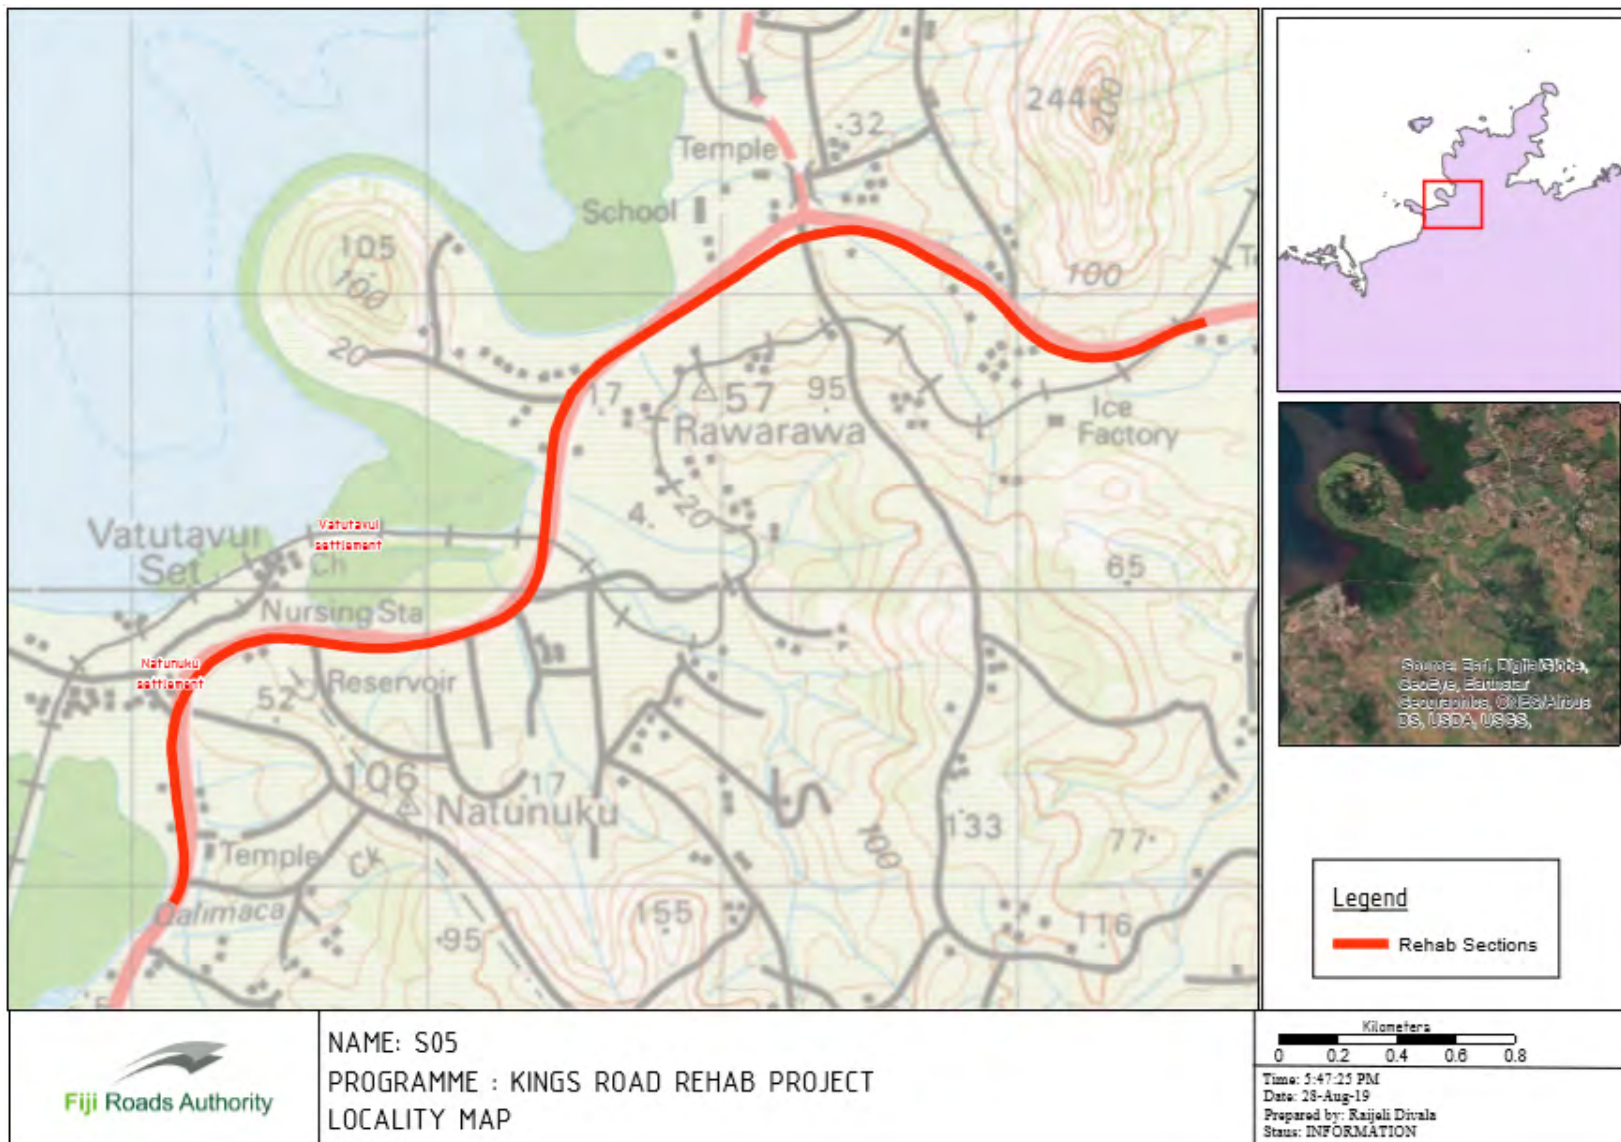 244
200
32
Temple
School
105
100
100
20
17
57
95
Rawarawa
Ice
Factory
Vatutavui
settlement
Vatutavui
Set
Ch
4.
20
65
Nursing Sta
Natunuku
settlement
Reservoir
52
106
17
Natunuku
100
133
77
Temple
Ck
Qalimaca
95
155
116
Source: Esri, DigitalGlobe,
GeoEye, Earthstar
Geographics, CNES/Airbus
DS, USDA, USGS,
Legend
Rehab Sections
Fiji Roads Authority
NAME: S05
PROGRAMME : KINGS ROAD REHAB PROJECT
LOCALITY MAP
Kilometers
0 0.2 0.4 0.6 0.8
Time: 5:47:25 PM
Date: 28-Aug-19
Prepared by: Raijeli Divala
Staus: INFORMATION